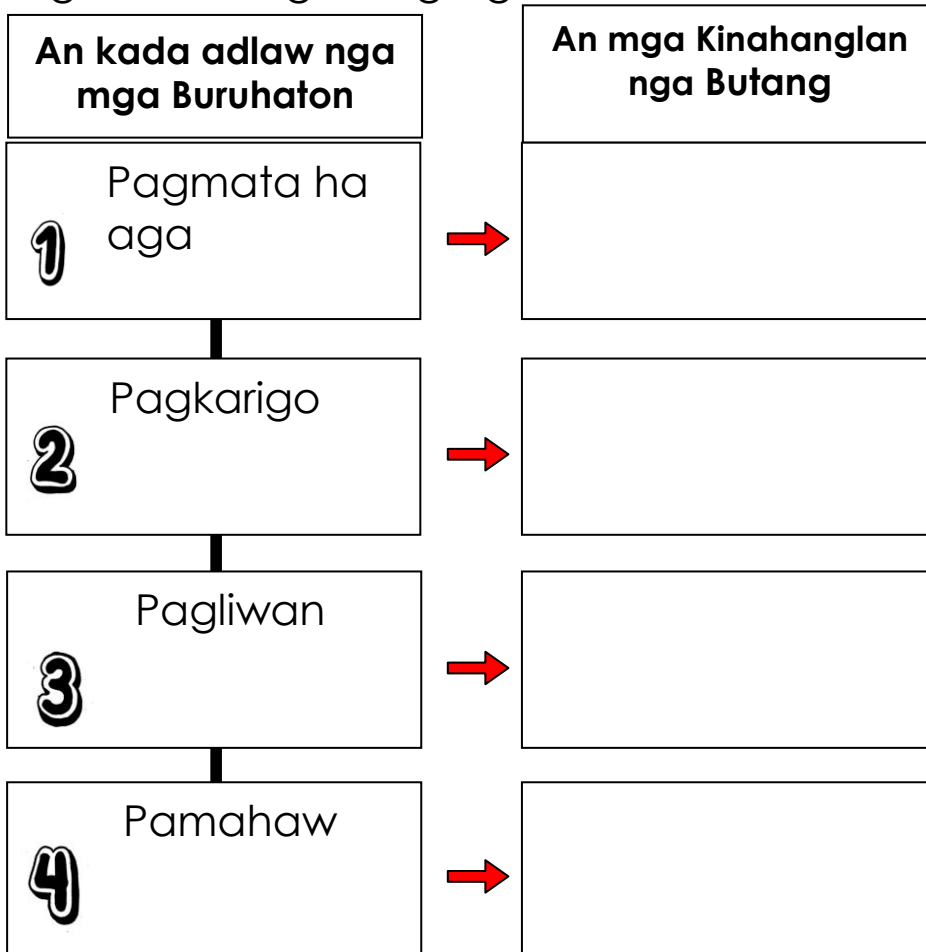 An kada adlaw nga
mga Buruhaton
An mga Kinahanglan
nga Butang
1
Pagmata ha
aga
2
Pagkarigo
3
Pagliwan
4
Pamahaw